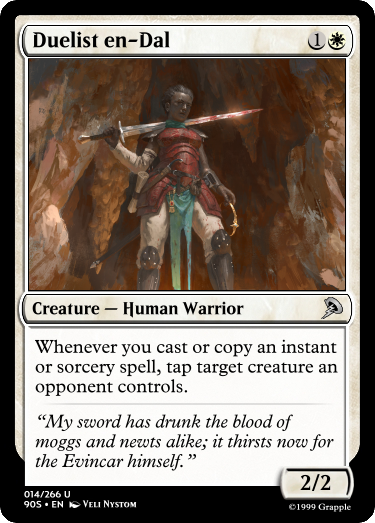 Duelist en-Dal 1
Creature — Human Warrior
Whenever you cast or copy an instant
or sorcery spell, tap target creature an
opponent controls.
“My sword has drunk the blood of
moggs and newts alike; it thirsts now for
the Evincar himself.”
2/2
014/266 U
90S • EN Veli Nystom
©1999 Grapple